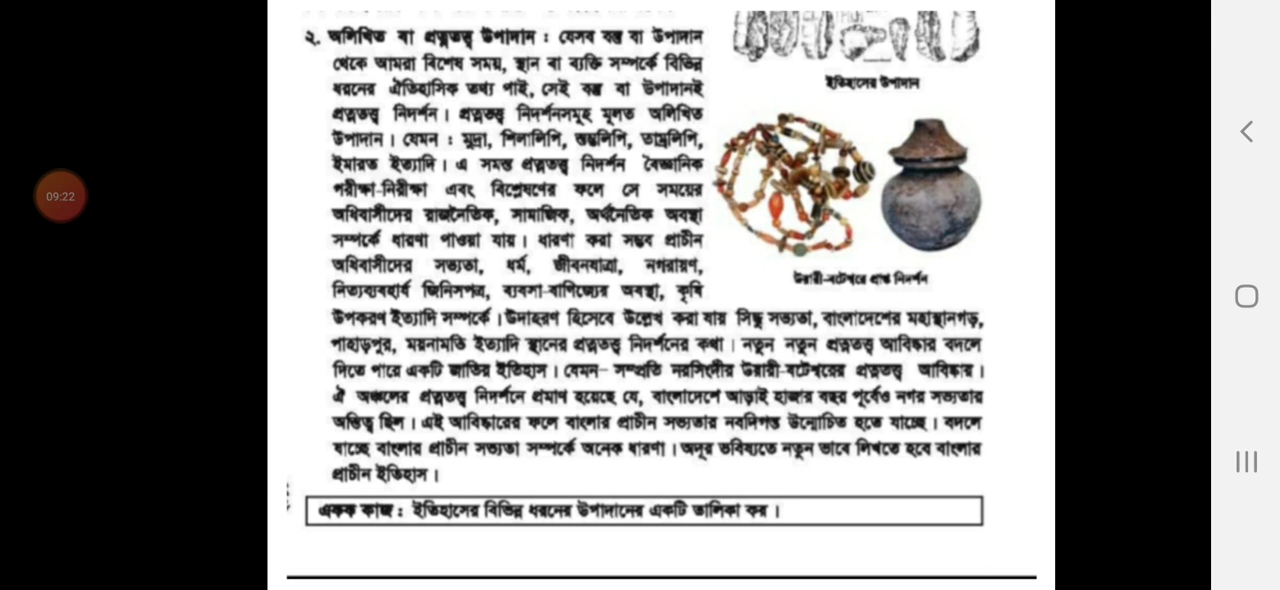 ২. অলিখিত বা প্রত্নতত্ত্ব উপাদান : যেসব বস্তু বা উপাদান
থেকে আমরা বিশেষ সময়, স্থান বা ব্যক্তি সম্পর্কে বিভিন্ন
ধরনের ঐতিহাসিক তথ্য পাই, সেই বস্তু বা উপাদানই
প্রত্নতত্ত্ব নিদর্শন। প্রত্নতত্ত্ব নিদর্শনসমূহ মূলত অলিখিত
উপাদান। যেমন : মুদ্রা, শিলালিপি, স্তম্ভলিপি, তাম্রলিপি,
ইমারত ইত্যাদি। এ সমস্ত প্রত্নতত্ত্ব নিদর্শন বৈজ্ঞানিক
পরীক্ষা-নিরীক্ষা এবং বিশ্লেষণের ফলে সে সময়ের
অধিবাসীদের রাজনৈতিক, সামাজিক, অর্থনৈতিক অবস্থা
সম্পর্কে ধারণা পাওয়া যায়। ধারণা করা সম্ভব প্রাচীন
অধিবাসীদের সভ্যতা, ধর্ম, জীবনযাত্রা, নগরায়ণ,
নিত্যব্যবহার্য জিনিসপত্র, ব্যবসা-বাণিজ্যের অবস্থা, কৃষি
ইতিহাসের উপাদান
উয়ারী-বটেশ্বরে প্রাপ্ত নিদর্শন
উপকরণ ইত্যাদি সম্পর্কে। উদাহরণ হিসেবে উল্লেখ করা যায় সিন্ধু সভ্যতা, বাংলাদেশের মহাস্থানগড়,
পাহাড়পুর, ময়নামতি ইত্যাদি স্থানের প্রত্নতত্ত্ব নিদর্শনের কথা। নতুন নতুন প্রত্নতত্ত্ব আবিষ্কার বদলে
দিতে পারে একটি জাতির ইতিহাস। যেমন– সম্প্রতি নরসিংদীর উয়ারী-বটেশ্বরের প্রত্নতত্ত্ব আবিষ্কার।
ঐ অঞ্চলের প্রত্নতত্ত্ব নিদর্শনে প্রমাণ হয়েছে যে, বাংলাদেশে আড়াই হাজার বছর পূর্বেও নগর সভ্যতার
অস্তিত্ব ছিল। এই আবিষ্কারের ফলে বাংলার প্রাচীন সভ্যতার নবদিগন্ত উন্মোচিত হতে যাচ্ছে। বদলে
যাচ্ছে বাংলার প্রাচীন সভ্যতা সম্পর্কে অনেক ধারণা। অদূর ভবিষ্যতে নতুন ভাবে লিখতে হবে বাংলার
প্রাচীন ইতিহাস।
একক কাজ : ইতিহাসের বিভিন্ন ধরনের উপাদানের একটি তালিকা কর।
09:22